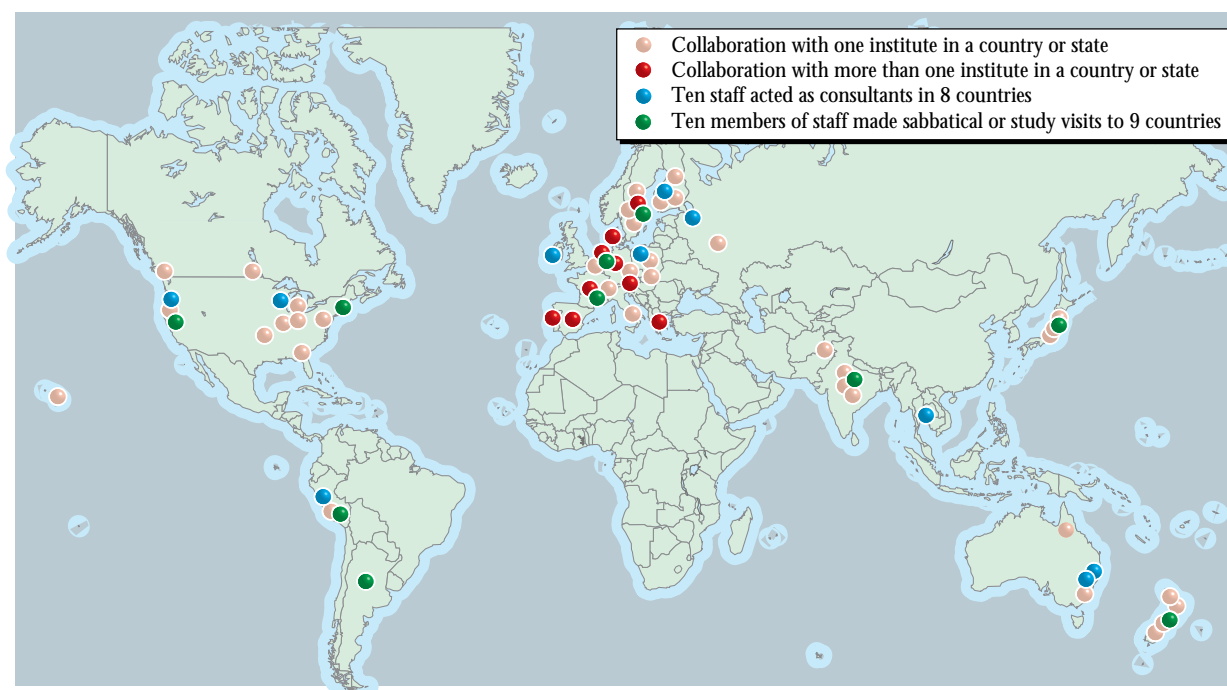 Collaboration with one institute in a country or state
Collaboration with more than one institute in a country or state
Ten staff acted as consultants in 8 countries
Ten members of staff made sabbatical or study visits to 9 countries